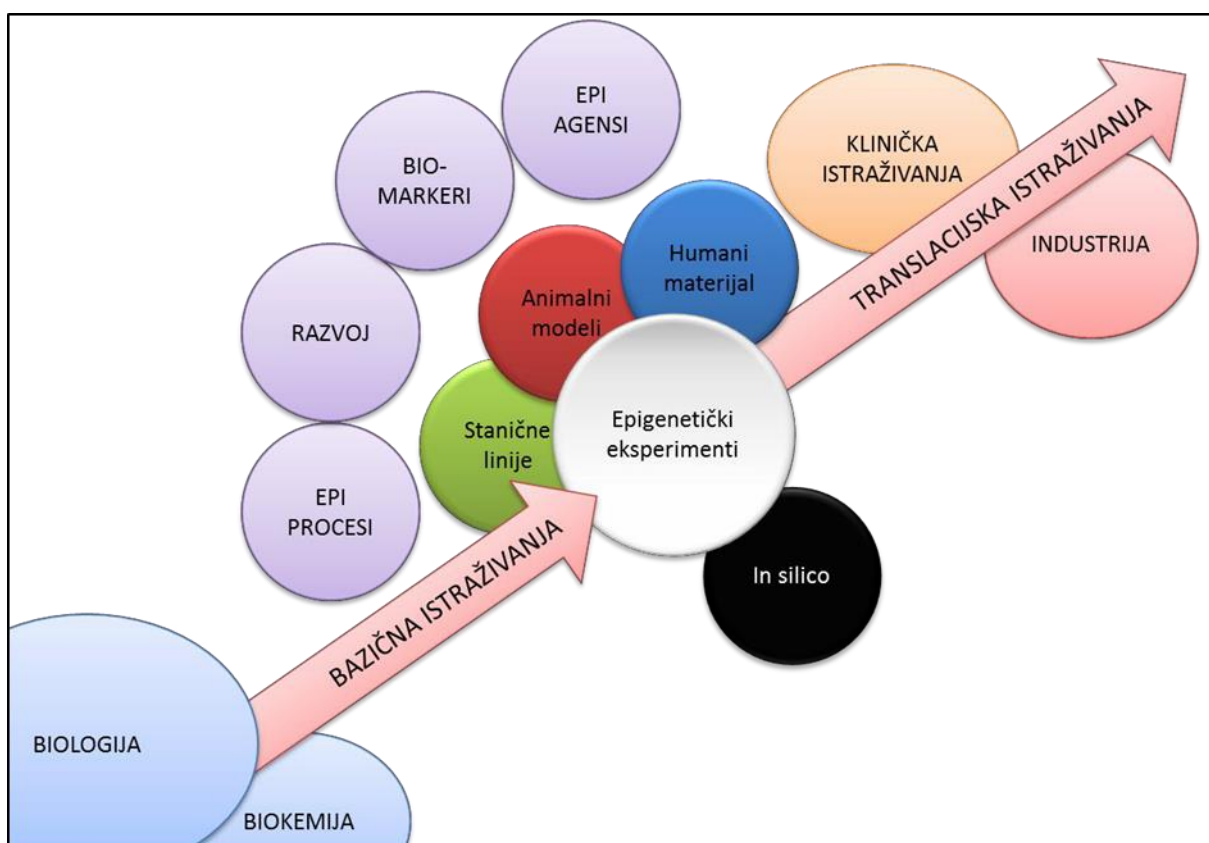 EPI
AGENSI
BIO-
MARKERI
KLINIČKA
ISTRAŽIVANJA
TRANSLACIJSKA ISTRAŽIVANJA
INDUSTRIJA
Humani
materijal
Animalni
modeli
RAZVOJ
Stanične
linije
Epigenetički
eksperimenti
EPI
PROCESI
In silico
BAZIČNA ISTRAŽIVANJA
BIOLOGIJA
BIOKEMIJA